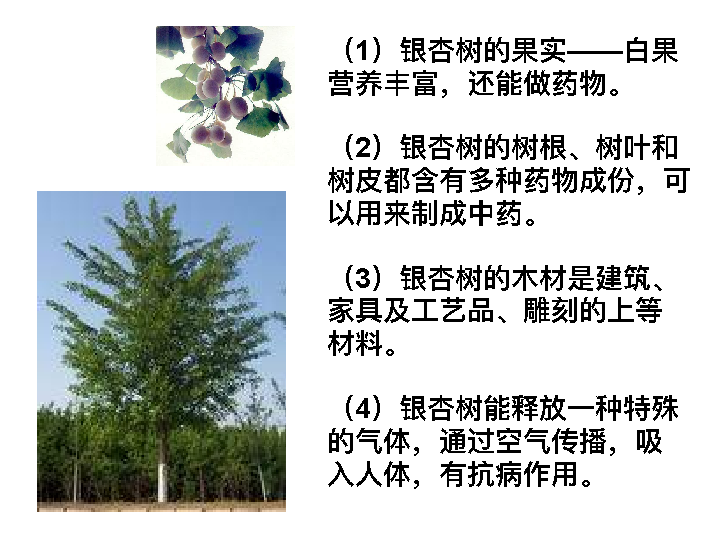 （1）银杏树的果实——白果
营养丰富，还能做药物。
（2）银杏树的树根、树叶和
树皮都含有多种药物成份，可
以用来制成中药。
（3）银杏树的木材是建筑、
家具及工艺品、雕刻的上等
材料。
（4）银杏树能释放一种特殊
的气体，通过空气传播，吸
入人体，有抗病作用。